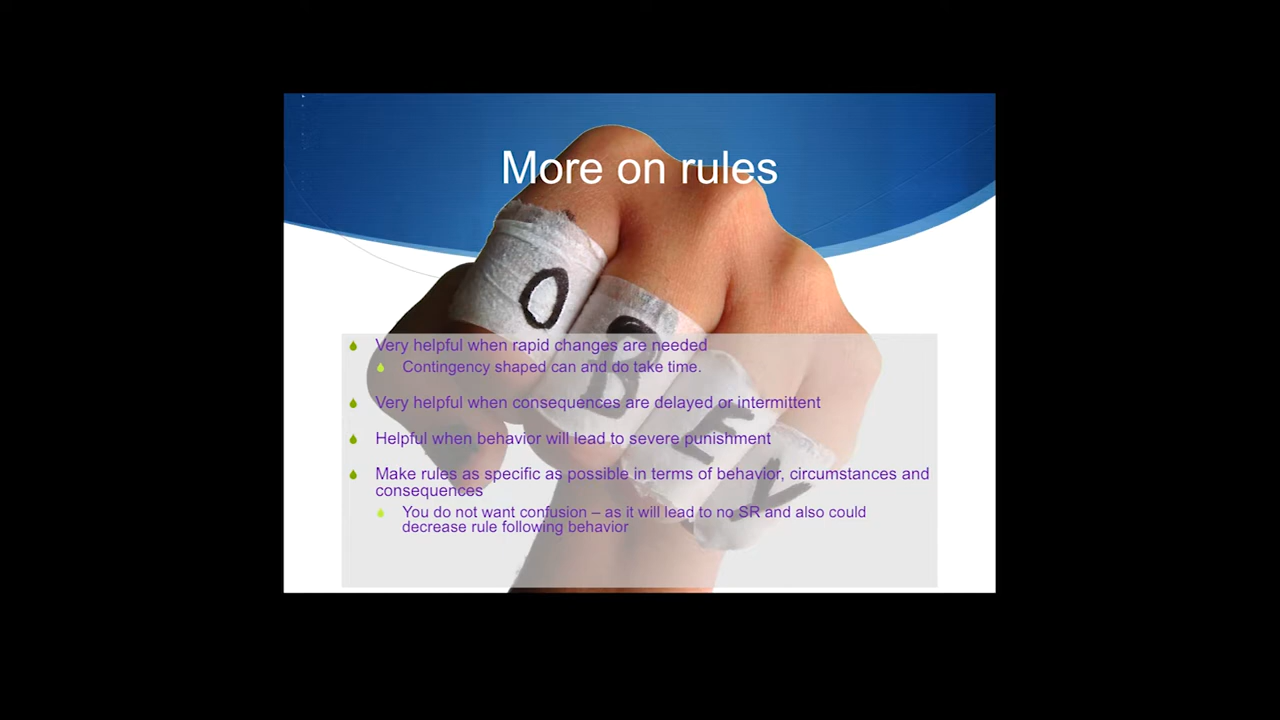 More on rules
O
B
E
Y
Very helpful when rapid changes are needed
Contingency shaped can and do take time.
Very helpful when consequences are delayed or intermittent
Helpful when behavior will lead to severe punishment
Make rules as specific as possible in terms of behavior, circumstances and
consequences
You do not want confusion – as it will lead to no SR and also could
decrease rule following behavior